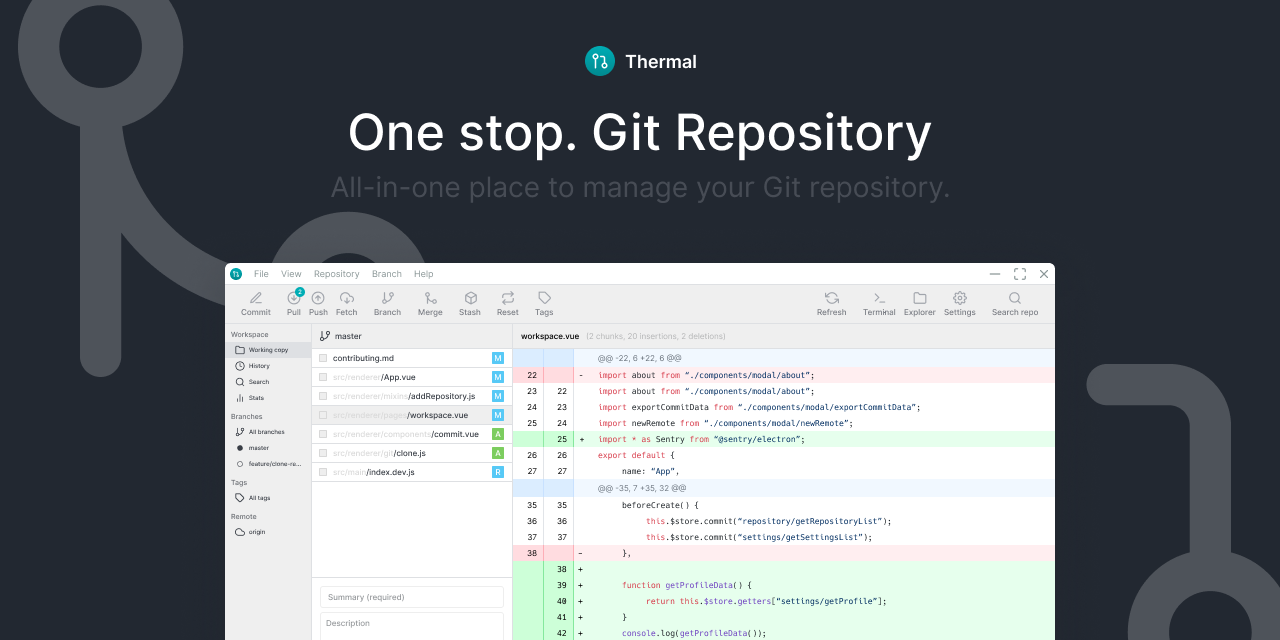 Thermal
One stop. Git Repository
All-in-one place to manage your Git repository.
File View Repository Branch Help
2
Commit Pull Push Fetch Branch Merge Stash Reset Tags Refresh Terminal Explorer Settings Search repo
Workspace
Working copy
History
Search
Stats
Branches
All branches
master
feature/clone-re...
Tags
All tags
Remote
origin
master
contributing.md M
src/renderer/App.vue M
src/renderer/mixins/addRepository.js M
src/renderer/pages/workspace.vue M
src/renderer/components/commit.vue A
src/renderer/git/clone.js A
src/main/index.dev.js R
Summary (required)
Description
workspace.vue (2 chunks, 20 insertions, 2 deletions)
@@ -22, 6 +22, 6 @@
22 - import about from “./components/modal/about”;
23 22 import about from “./components/modal/about”;
24 23 import exportCommitData from “./components/modal/exportCommitData”;
25 24 import newRemote from “./components/modal/newRemote”;
25 + import * as Sentry from “@sentry/electron”;
26 26 export default {
27 27 name: “App”,
@@ -35, 7 +35, 32 @@
35 35 beforeCreate() {
36 36 this.$store.commit(“repository/getRepositoryList”);
37 37 this.$store.commit(“settings/getSettingsList”);
38 - },
38 +
39 + function getProfileData() {
40 + return this.$store.getters[“settings/getProfile”];
41 + }
42 + console.log(getProfileData());